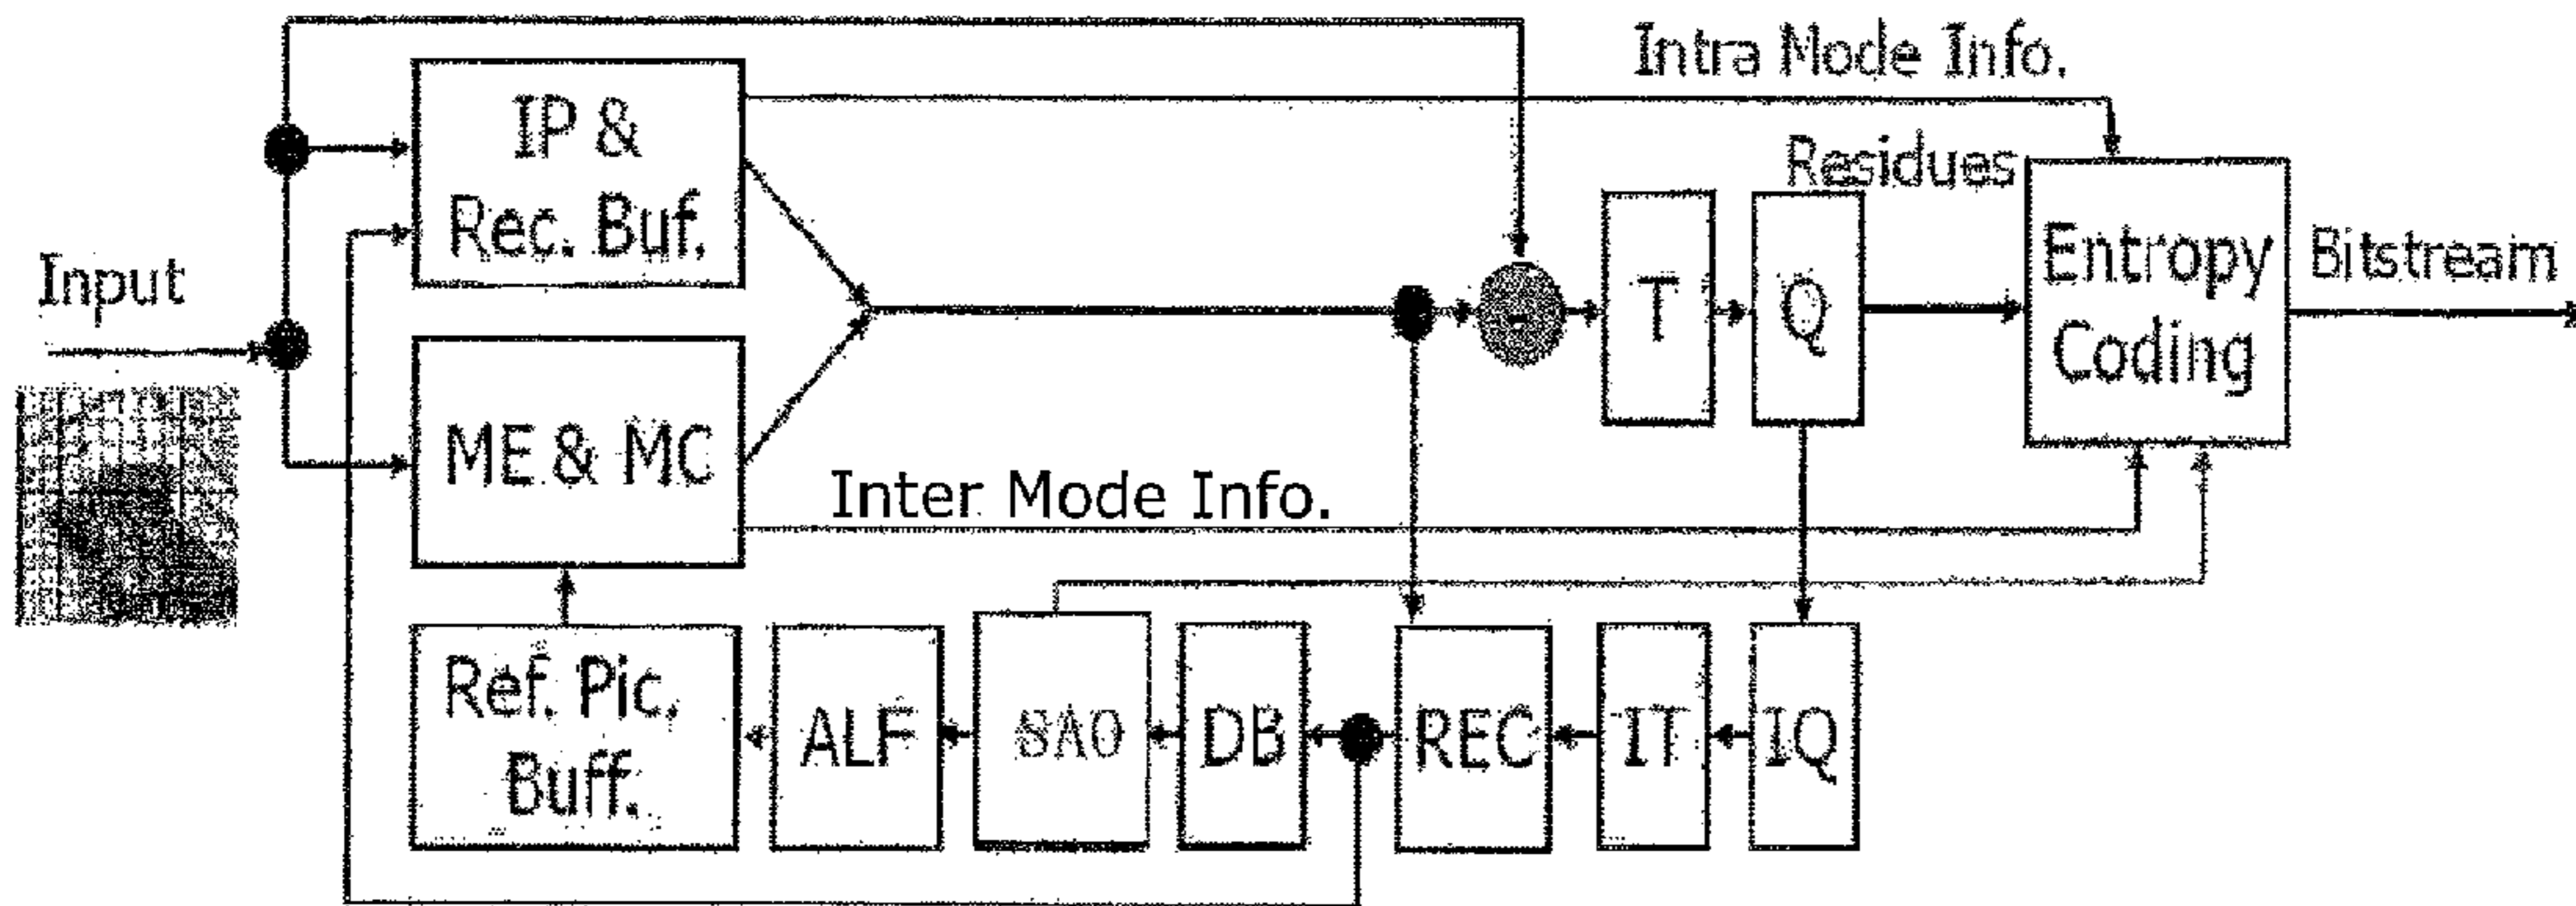 Intra Mode Info.
IP &
Rec. Buf.
Residues
Input
T
Q
Entropy
Coding
Bitstream
-
ME & MC
Inter Mode Info.
Ref. Pic.
Buff.
ALF
SAO
DB
REC
IT
IQ